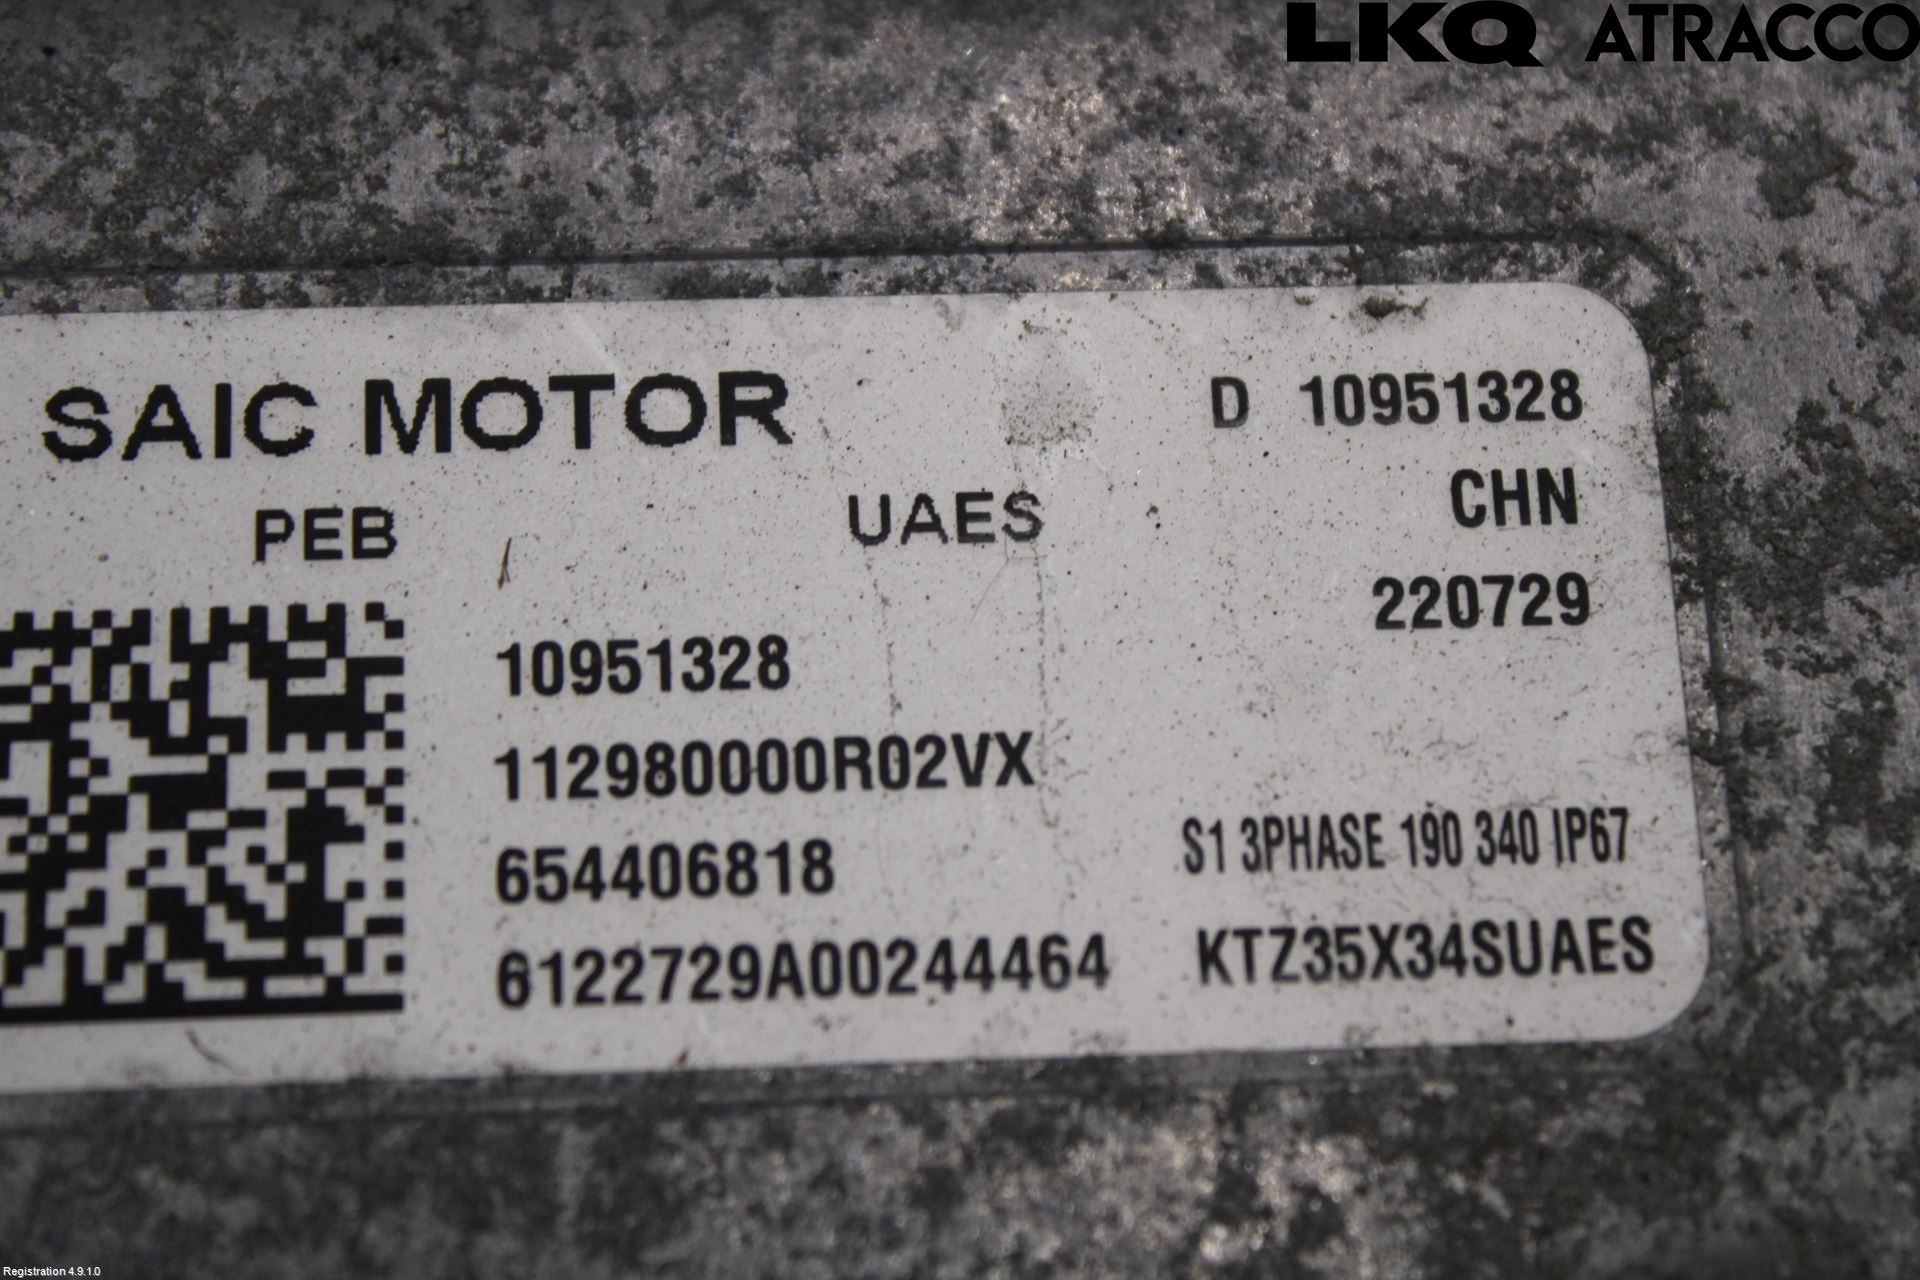 LKQ ATRACCO
SAIC MOTOR D 10951328
PEB UAES CHN
220729
10951328
112980000R02VX
654406818 S1 3PHASE 190 340 IP67
6122729A00244464 KTZ35X34SUAES
Registration 4.9.1.0